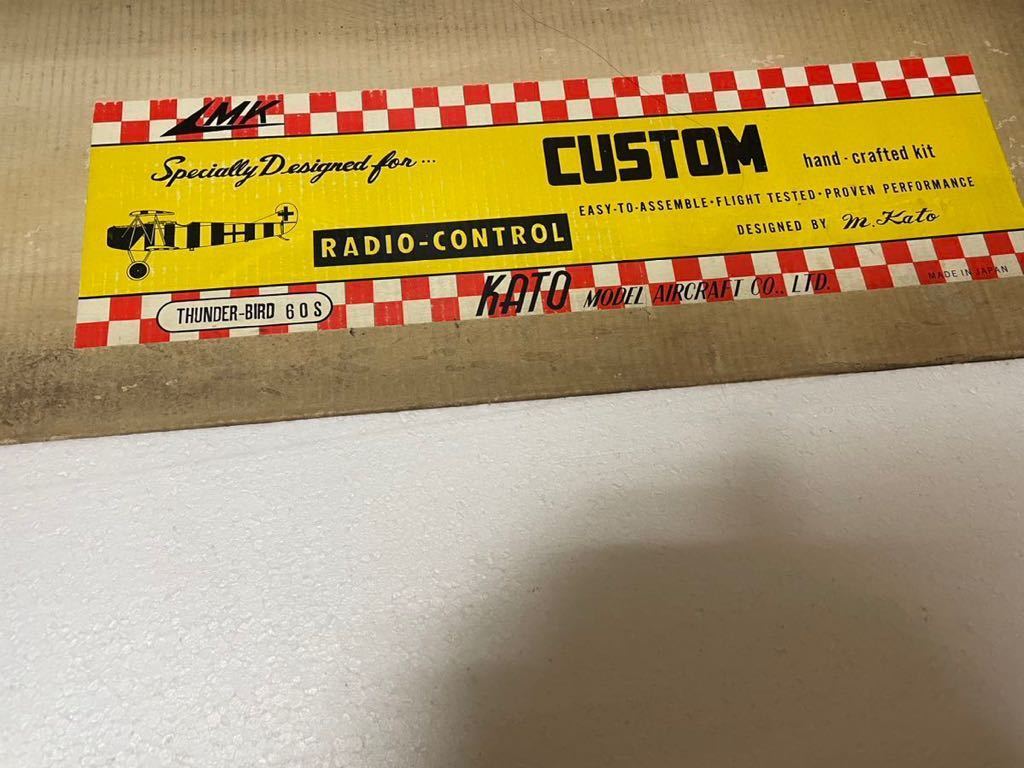 LMK
Specially Designed for...
CUSTOM hand-crafted kit
EASY-TO-ASSEMBLE・FLIGHT TESTED・PROVEN PERFORMANCE
RADIO-CONTROL
DESIGNED BY M. Kato
THUNDER-BIRD 60S
KATO MODEL AIRCRAFT CO., LTD.
MADE IN JAPAN